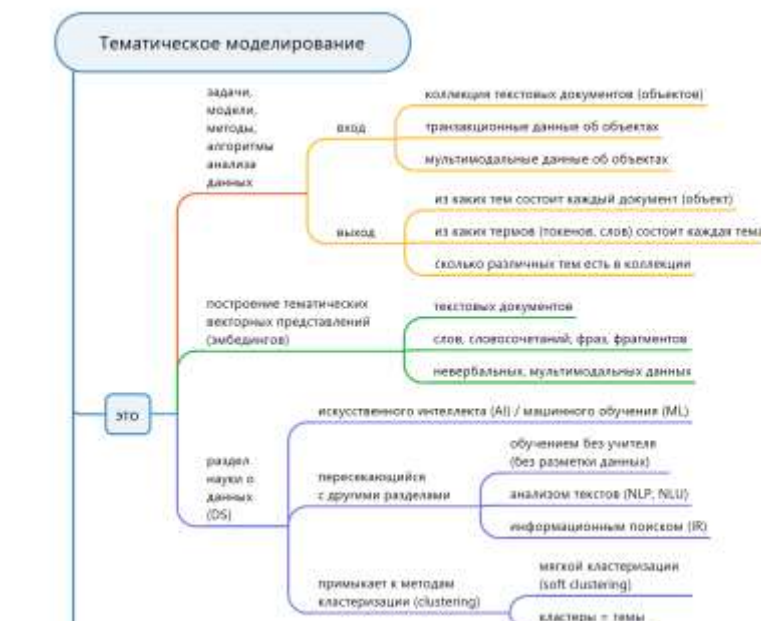 Тематическое моделирование
задачи,
модели,
методы,
алгоритмы
анализа
данных
вход
коллекция текстовых документов (объектов)
транзакционные данные об объектах
мультимодальные данные об объектах
выход
из каких тем состоит каждый документ (объект)
из каких термов (токенов, слов) состоит каждая тема
сколько различных тем есть в коллекции
построение тематических
векторных представлений
(эмбедингов)
текстовых документов
слов, словосочетаний, фраз, фрагментов
невербальных, мультимодальных данных
это
раздел
науки о
данных
(DS)
искусственного интеллекта (AI) / машинного обучения (ML)
пересекающийся
с другими разделами
обучением без учителя
(без разметки данных)
анализом текстов (NLP, NLU)
информационным поиском (IR)
примыкает к методам
кластеризации (clustering)
мягкой кластеризации
(soft clustering)
кластеры = темы